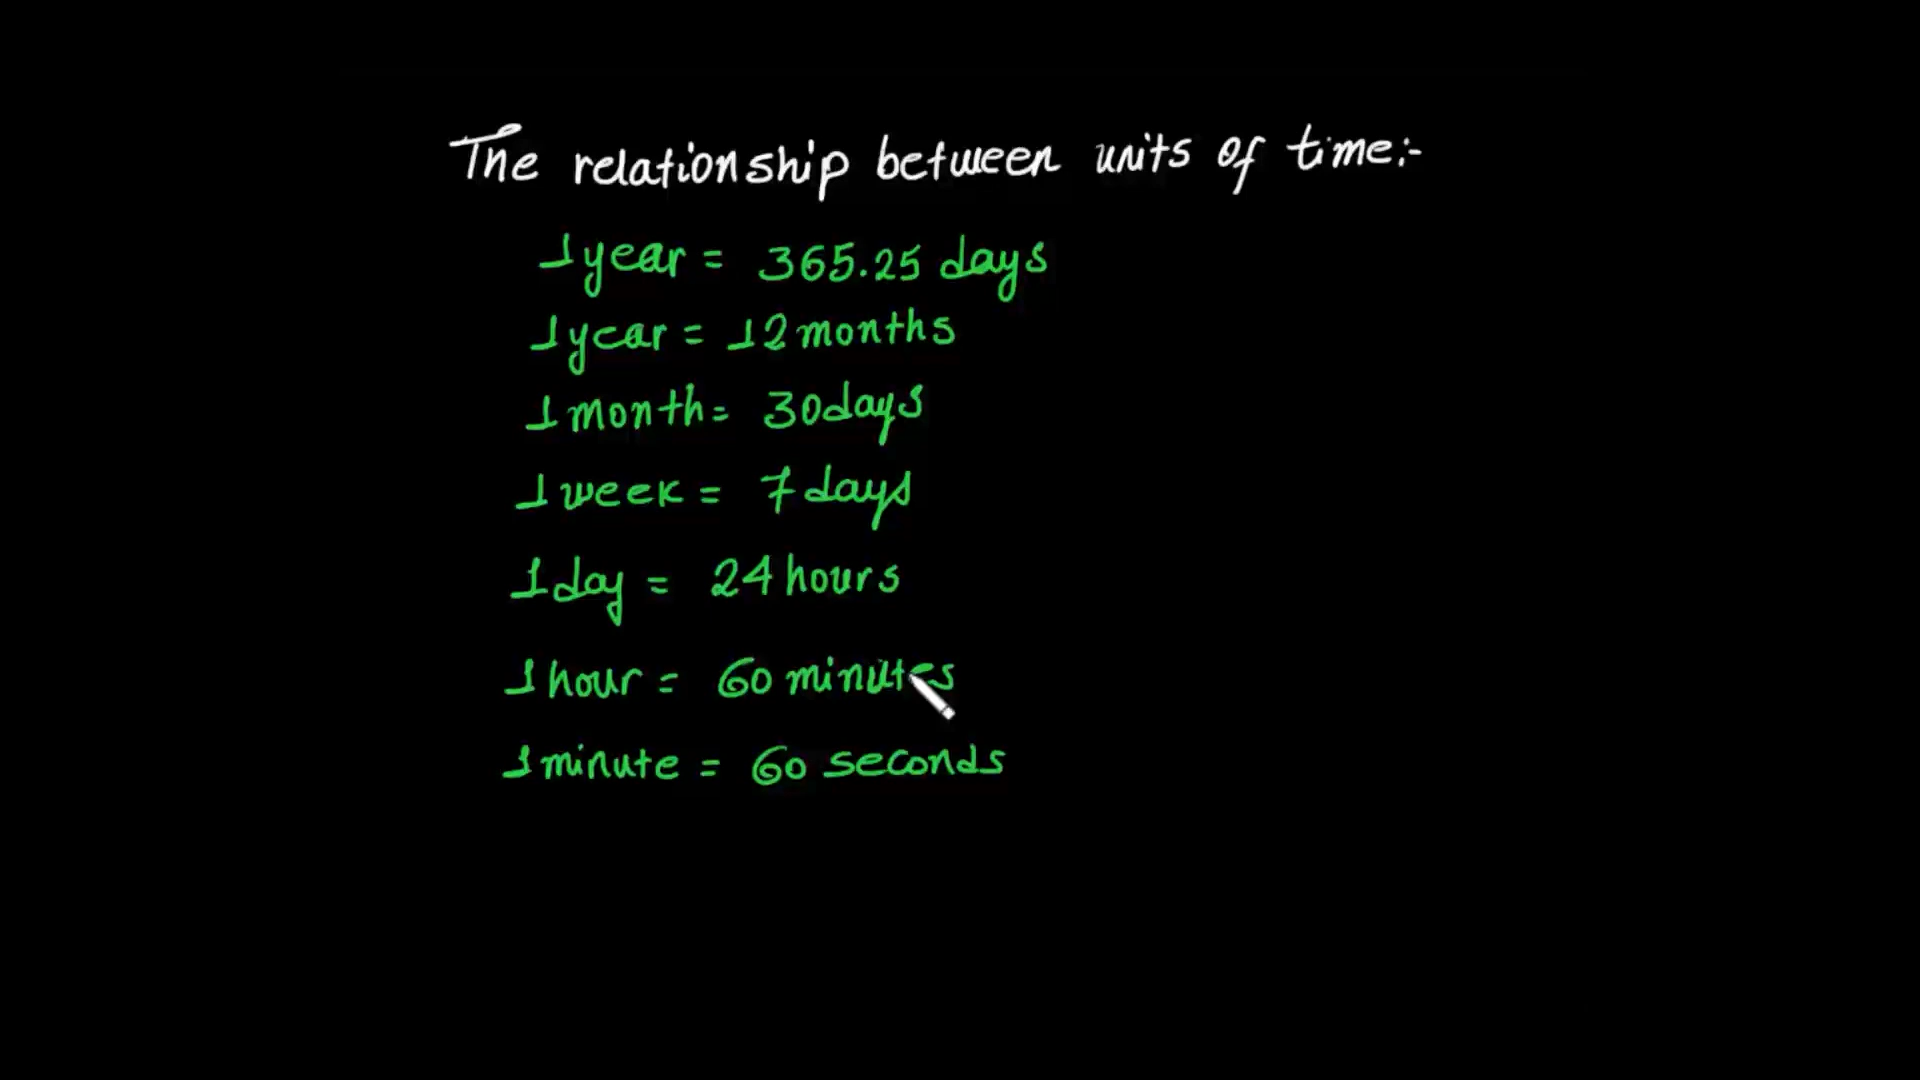 The relationship between units of time:-
1 year = 365.25 days
1 year = 12 months
1 month = 30 days
1 week = 7 days
1 day = 24 hours
1 hour = 60 minutes
1 minute = 60 seconds